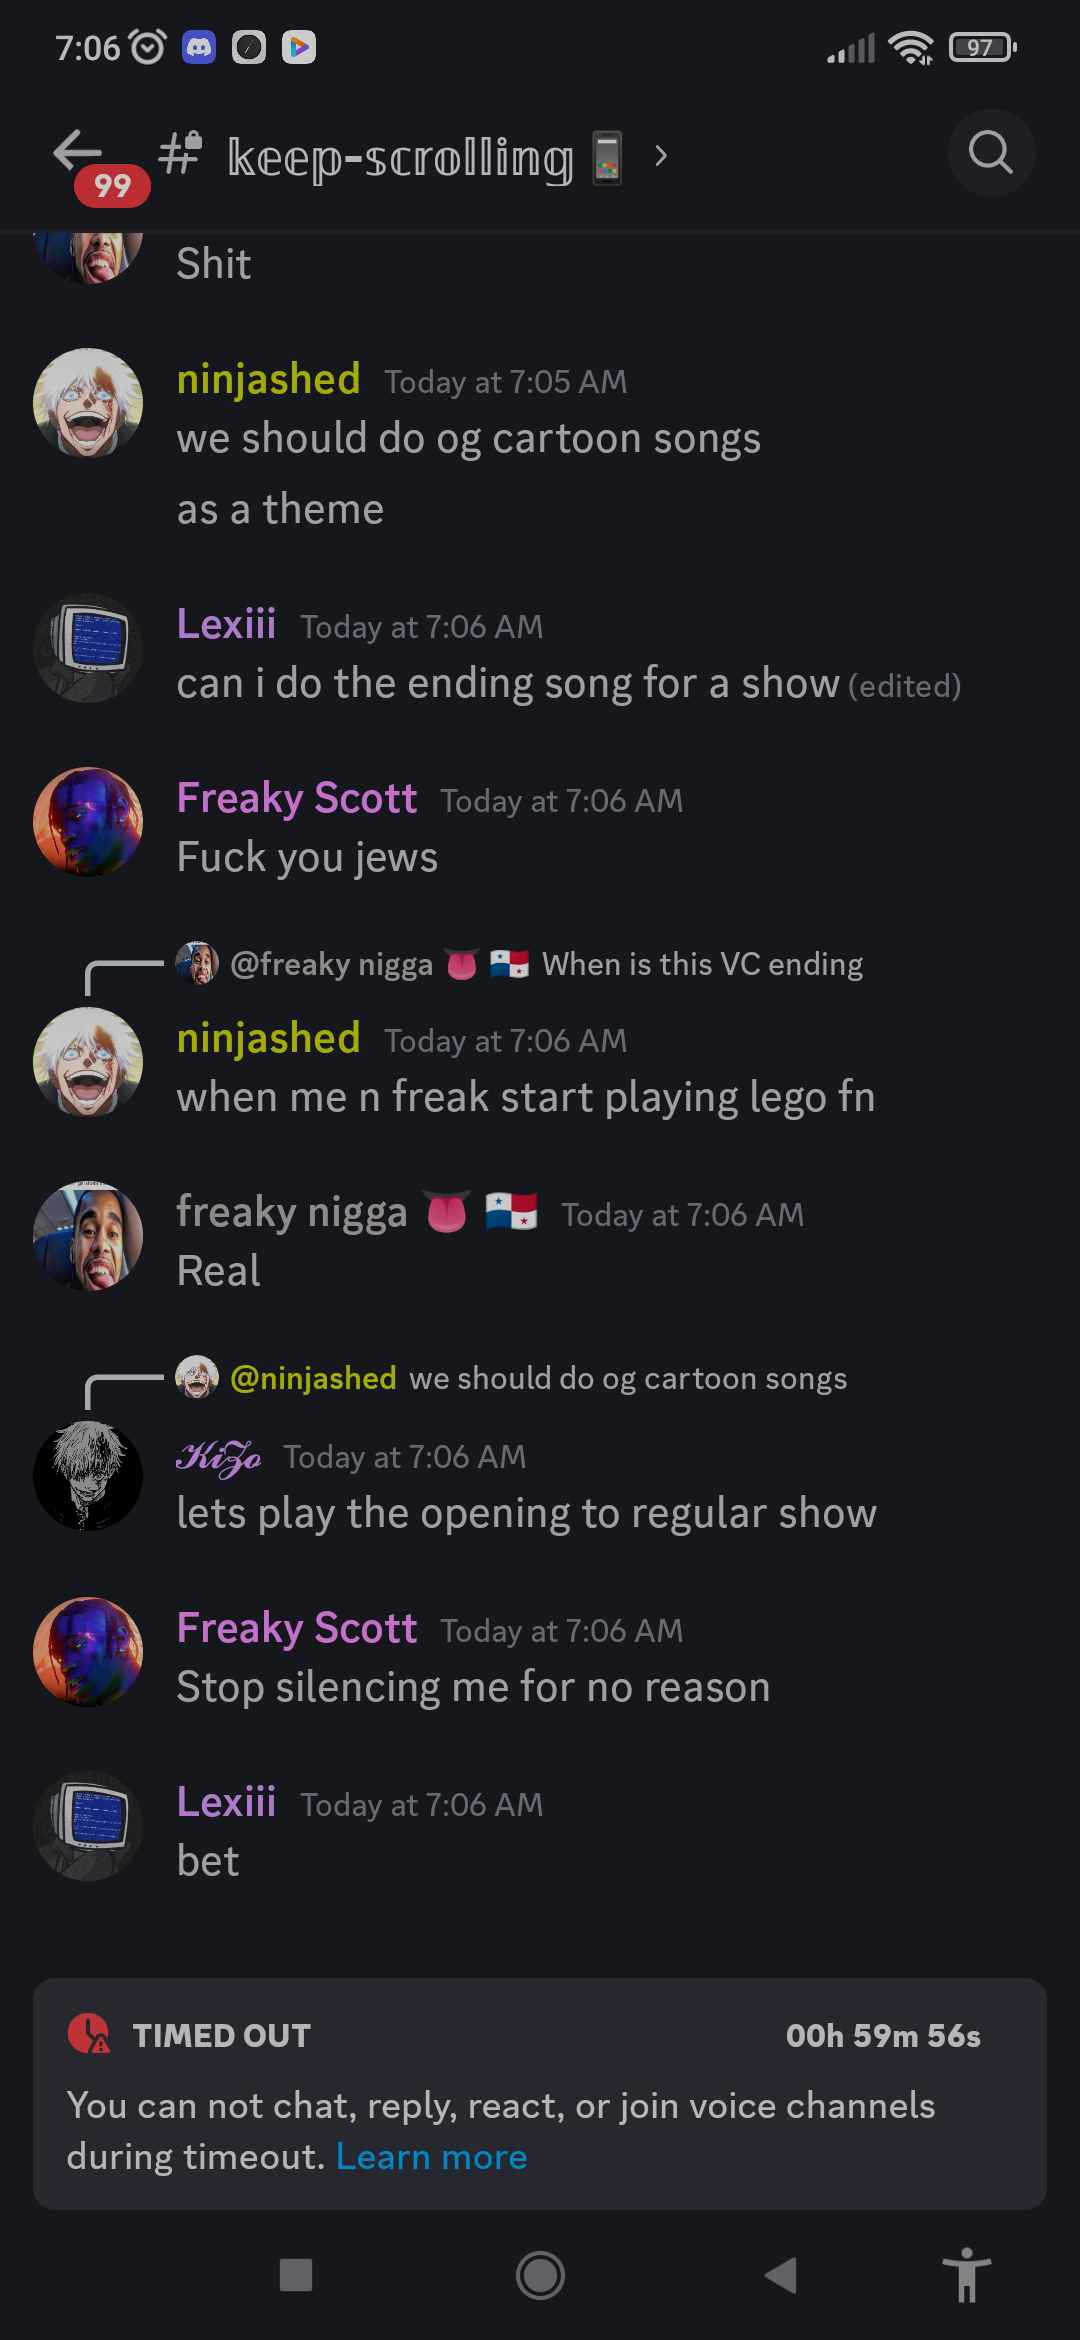 7:06
97
99
# keep-scrolling
Shit
ninjashed Today at 7:05 AM
we should do og cartoon songs
as a theme
Lexiii Today at 7:06 AM
can i do the ending song for a show (edited)
Freaky Scott Today at 7:06 AM
Fuck you jews
@freaky nigga 👅 🇵🇦 When is this VC ending
ninjashed Today at 7:06 AM
when me n freak start playing lego fn
freaky nigga 👅 🇵🇦 Today at 7:06 AM
Real
@ninjashed we should do og cartoon songs
𝒦𝒾𝓏𝑜 Today at 7:06 AM
lets play the opening to regular show
Freaky Scott Today at 7:06 AM
Stop silencing me for no reason
Lexiii Today at 7:06 AM
bet
TIMED OUT 00h 59m 56s
You can not chat, reply, react, or join voice channels
during timeout. Learn more